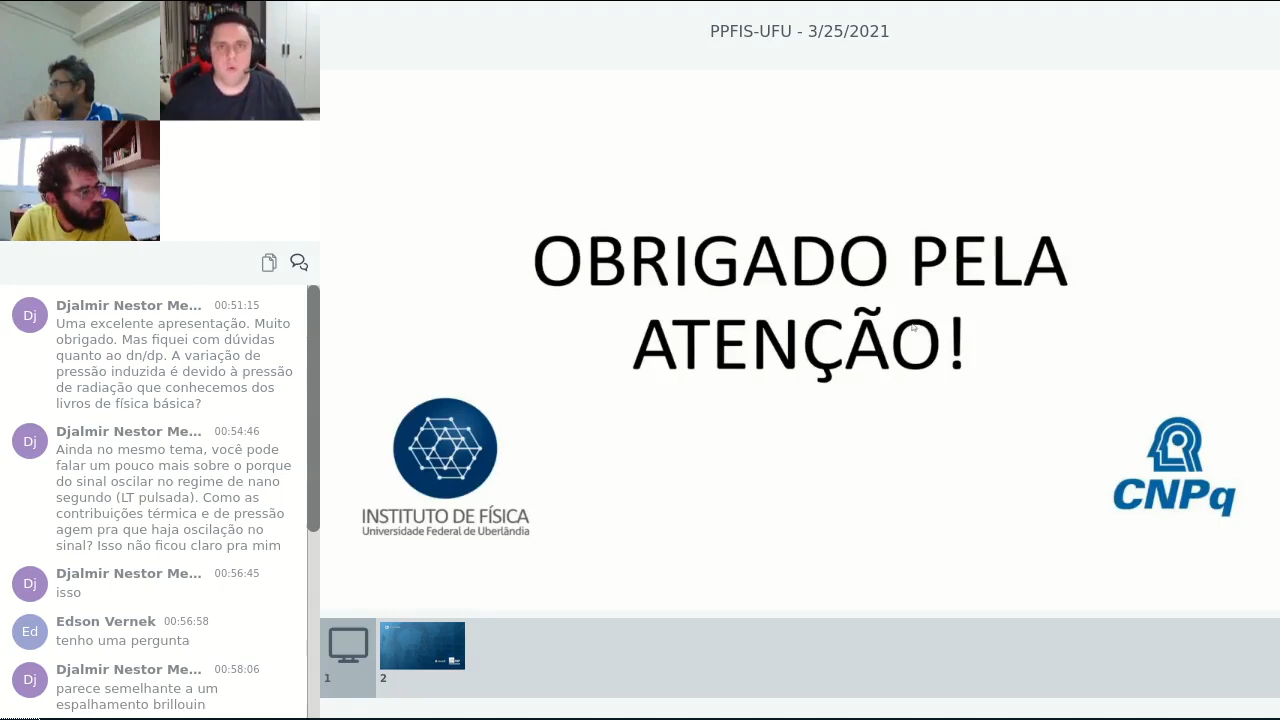 PPFIS-UFU - 3/25/2021
OBRIGADO PELA
ATENÇÃO!
INSTITUTO DE FÍSICA
Universidade Federal de Uberlândia
CNPq
Dj
Djalmir Nestor Me... 00:51:15
Uma excelente apresentação. Muito
obrigado. Mas fiquei com dúvidas
quanto ao dn/dp. A variação de
pressão induzida é devido à pressão
de radiação que conhecemos dos
livros de física básica?
Dj
Djalmir Nestor Me... 00:54:46
Ainda no mesmo tema, você pode
falar um pouco mais sobre o porque
do sinal oscilar no regime de nano
segundo (LT pulsada). Como as
contribuições térmica e de pressão
agem pra que haja oscilação no
sinal? Isso não ficou claro pra mim
Dj
Djalmir Nestor Me... 00:56:45
isso
Ed
Edson Vernek 00:56:58
tenho uma pergunta
Dj
Djalmir Nestor Me... 00:58:06
parece semelhante a um
espalhamento brillouin
1
2